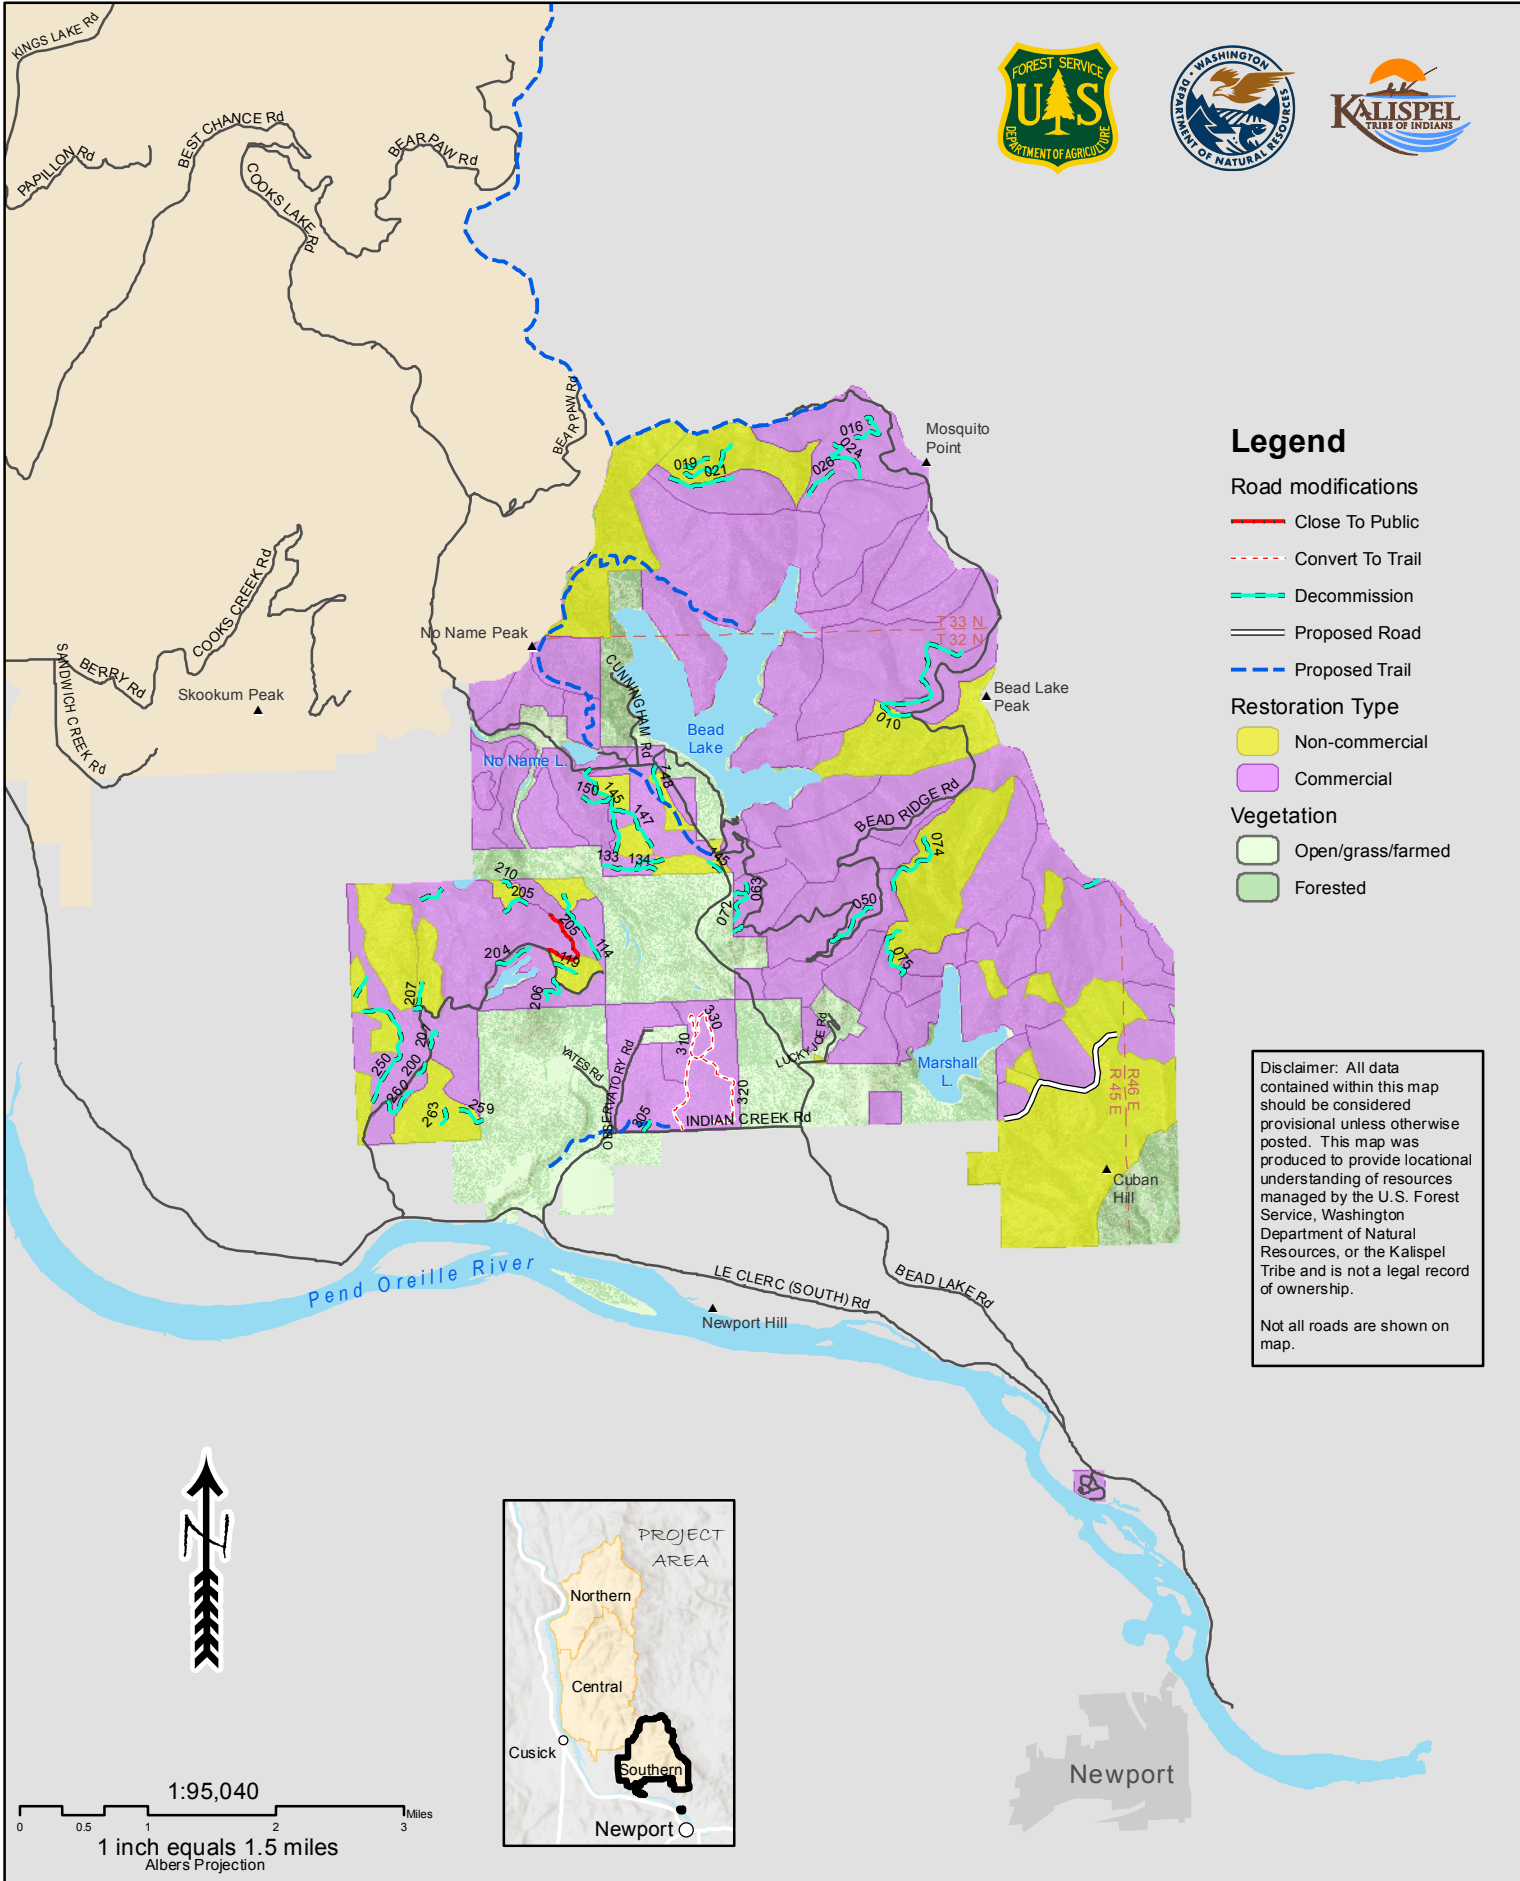 KINGS LAKE Rd
PAPILLON Rd
BEST CHANCE Rd
COOKS LAKE Rd
BEAR PAW Rd
FOREST SERVICE
U S
DEPARTMENT OF AGRICULTURE
WASHINGTON
DEPARTMENT OF NATURAL RESOURCES
KALISPEL
TRIBE OF INDIANS
BEAR PAW Rd
Mosquito
Point
016
024
026
019
021
Legend
Road modifications
Close To Public
Convert To Trail
Decommission
Proposed Road
Proposed Trail
Restoration Type
Non-commercial
Commercial
Vegetation
Open/grass/farmed
Forested
COOKS CREEK Rd
BERRY Rd
SANDWICH CREEK Rd
Skookum Peak
No Name Peak
T 33 N
T 32 N
CUNNINGHAM Rd
Bead
Lake
Bead Lake
Peak
010
No Name L.
148
150
145
147
133
134
145
BEAD RIDGE Rd
074
063
072
050
075
210
205
205
114
204
119
206
207
201
250
200
260
263
259
YATES Rd
OBSERVATORY Rd
310
330
320
305
INDIAN CREEK Rd
LUCKY JOE Rd
Marshall
L.
R46 E
R 45 E
Cuban
Hill
Disclaimer: All data
contained within this map
should be considered
provisional unless otherwise
posted. This map was
produced to provide locational
understanding of resources
managed by the U.S. Forest
Service, Washington
Department of Natural
Resources, or the Kalispel
Tribe and is not a legal record
of ownership.
Not all roads are shown on
map.
Pend Oreille River
LE CLERC (SOUTH) Rd
BEAD LAKE Rd
Newport Hill
N
PROJECT
AREA
Northern
Central
Southern
Cusick
Newport
Newport
1:95,040
Miles
0 0.5 1 2 3
1 inch equals 1.5 miles
Albers Projection